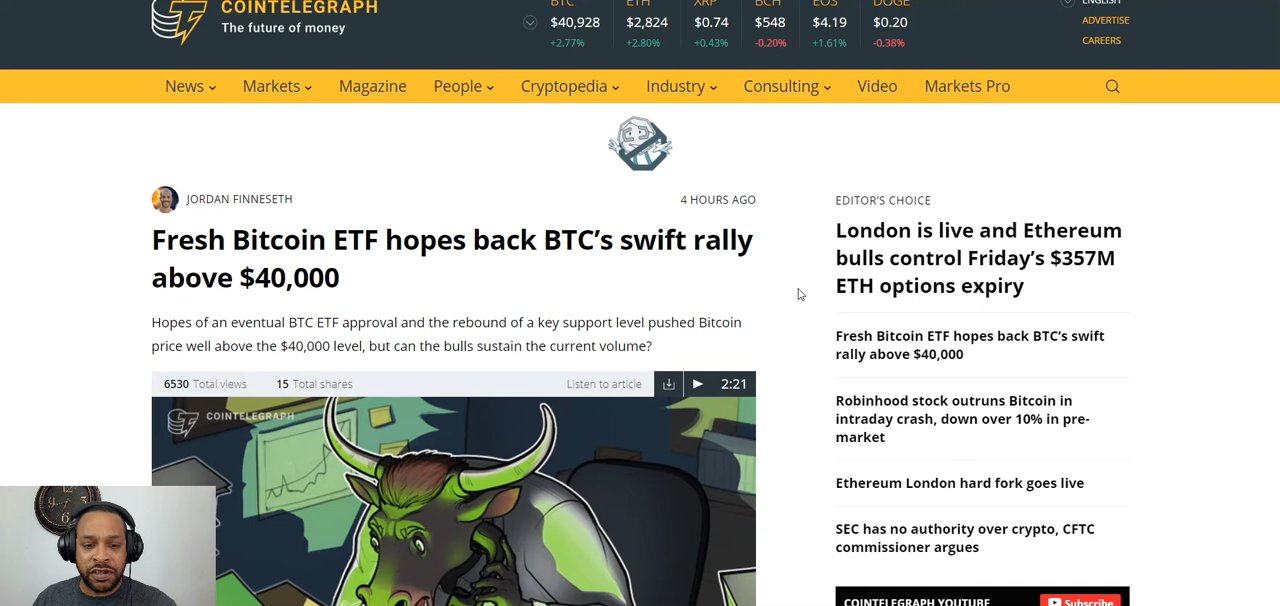 COINTELEGRAPH
The future of money
BTC ETH XRP BCH EOS DOGE
$40,928 $2,824 $0.74 $548 $4.19 $0.20
+2.77% +2.80% +0.43% -0.20% +1.61% -0.38%
ENGLISH
ADVERTISE
CAREERS
News Markets Magazine People Cryptopedia Industry Consulting Video Markets Pro
JORDAN FINNESETH
4 HOURS AGO
Fresh Bitcoin ETF hopes back BTC’s swift rally
above $40,000
Hopes of an eventual BTC ETF approval and the rebound of a key support level pushed Bitcoin
price well above the $40,000 level, but can the bulls sustain the current volume?
6530 Total views 15 Total shares Listen to article 2:21
COINTELEGRAPH
EDITOR’S CHOICE
London is live and Ethereum
bulls control Friday’s $357M
ETH options expiry
Fresh Bitcoin ETF hopes back BTC’s swift
rally above $40,000
Robinhood stock outruns Bitcoin in
intraday crash, down over 10% in pre-
market
Ethereum London hard fork goes live
SEC has no authority over crypto, CFTC
commissioner argues
COINTELEGRAPH YOUTUBE Subscribe